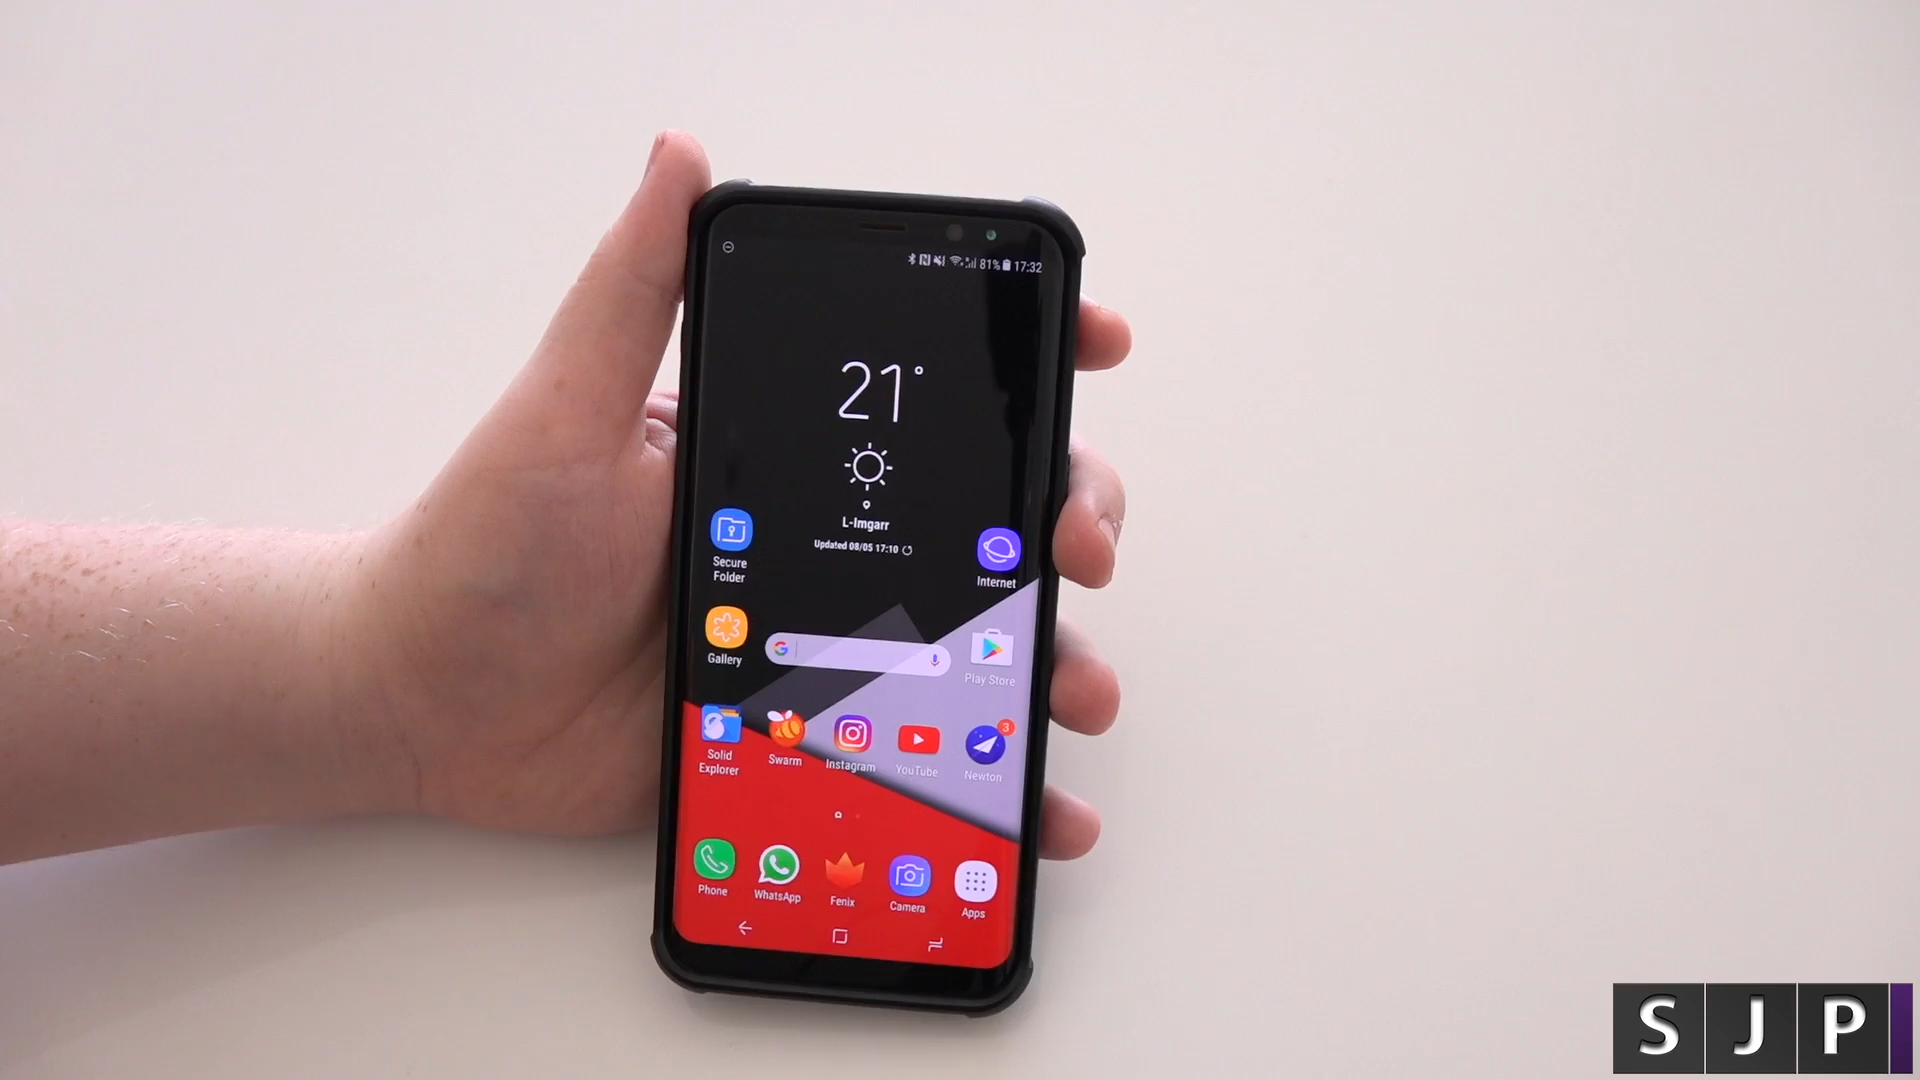 81% 17:32
21°
L-Imgarr
Updated 08/05 17:10
Secure
Folder
Internet
Gallery
G
Play Store
3
Solid
Explorer
Swarm
Instagram
YouTube
Newton
Phone
WhatsApp
Fenix
Camera
Apps
SJP